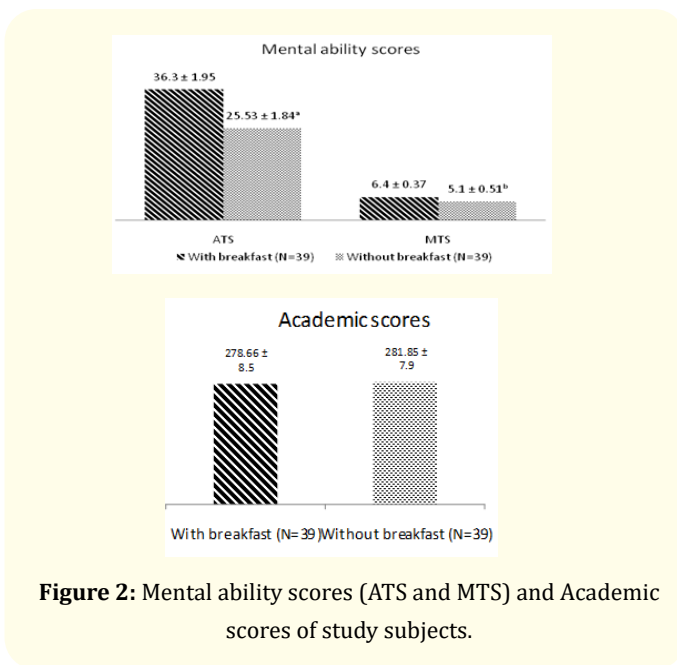 Mental ability scores
36.3 ± 1.95
25.53 ± 1.84ᵃ
6.4 ± 0.37
5.1 ± 0.51ᵇ
ATS
MTS
With breakfast (N=39)
Without breakfast (N=39)
Academic scores
278.66 ±
8.5
281.85 ±
7.9
With breakfast (N=39)
Without breakfast (N=39)
Figure 2: Mental ability scores (ATS and MTS) and Academic
scores of study subjects.